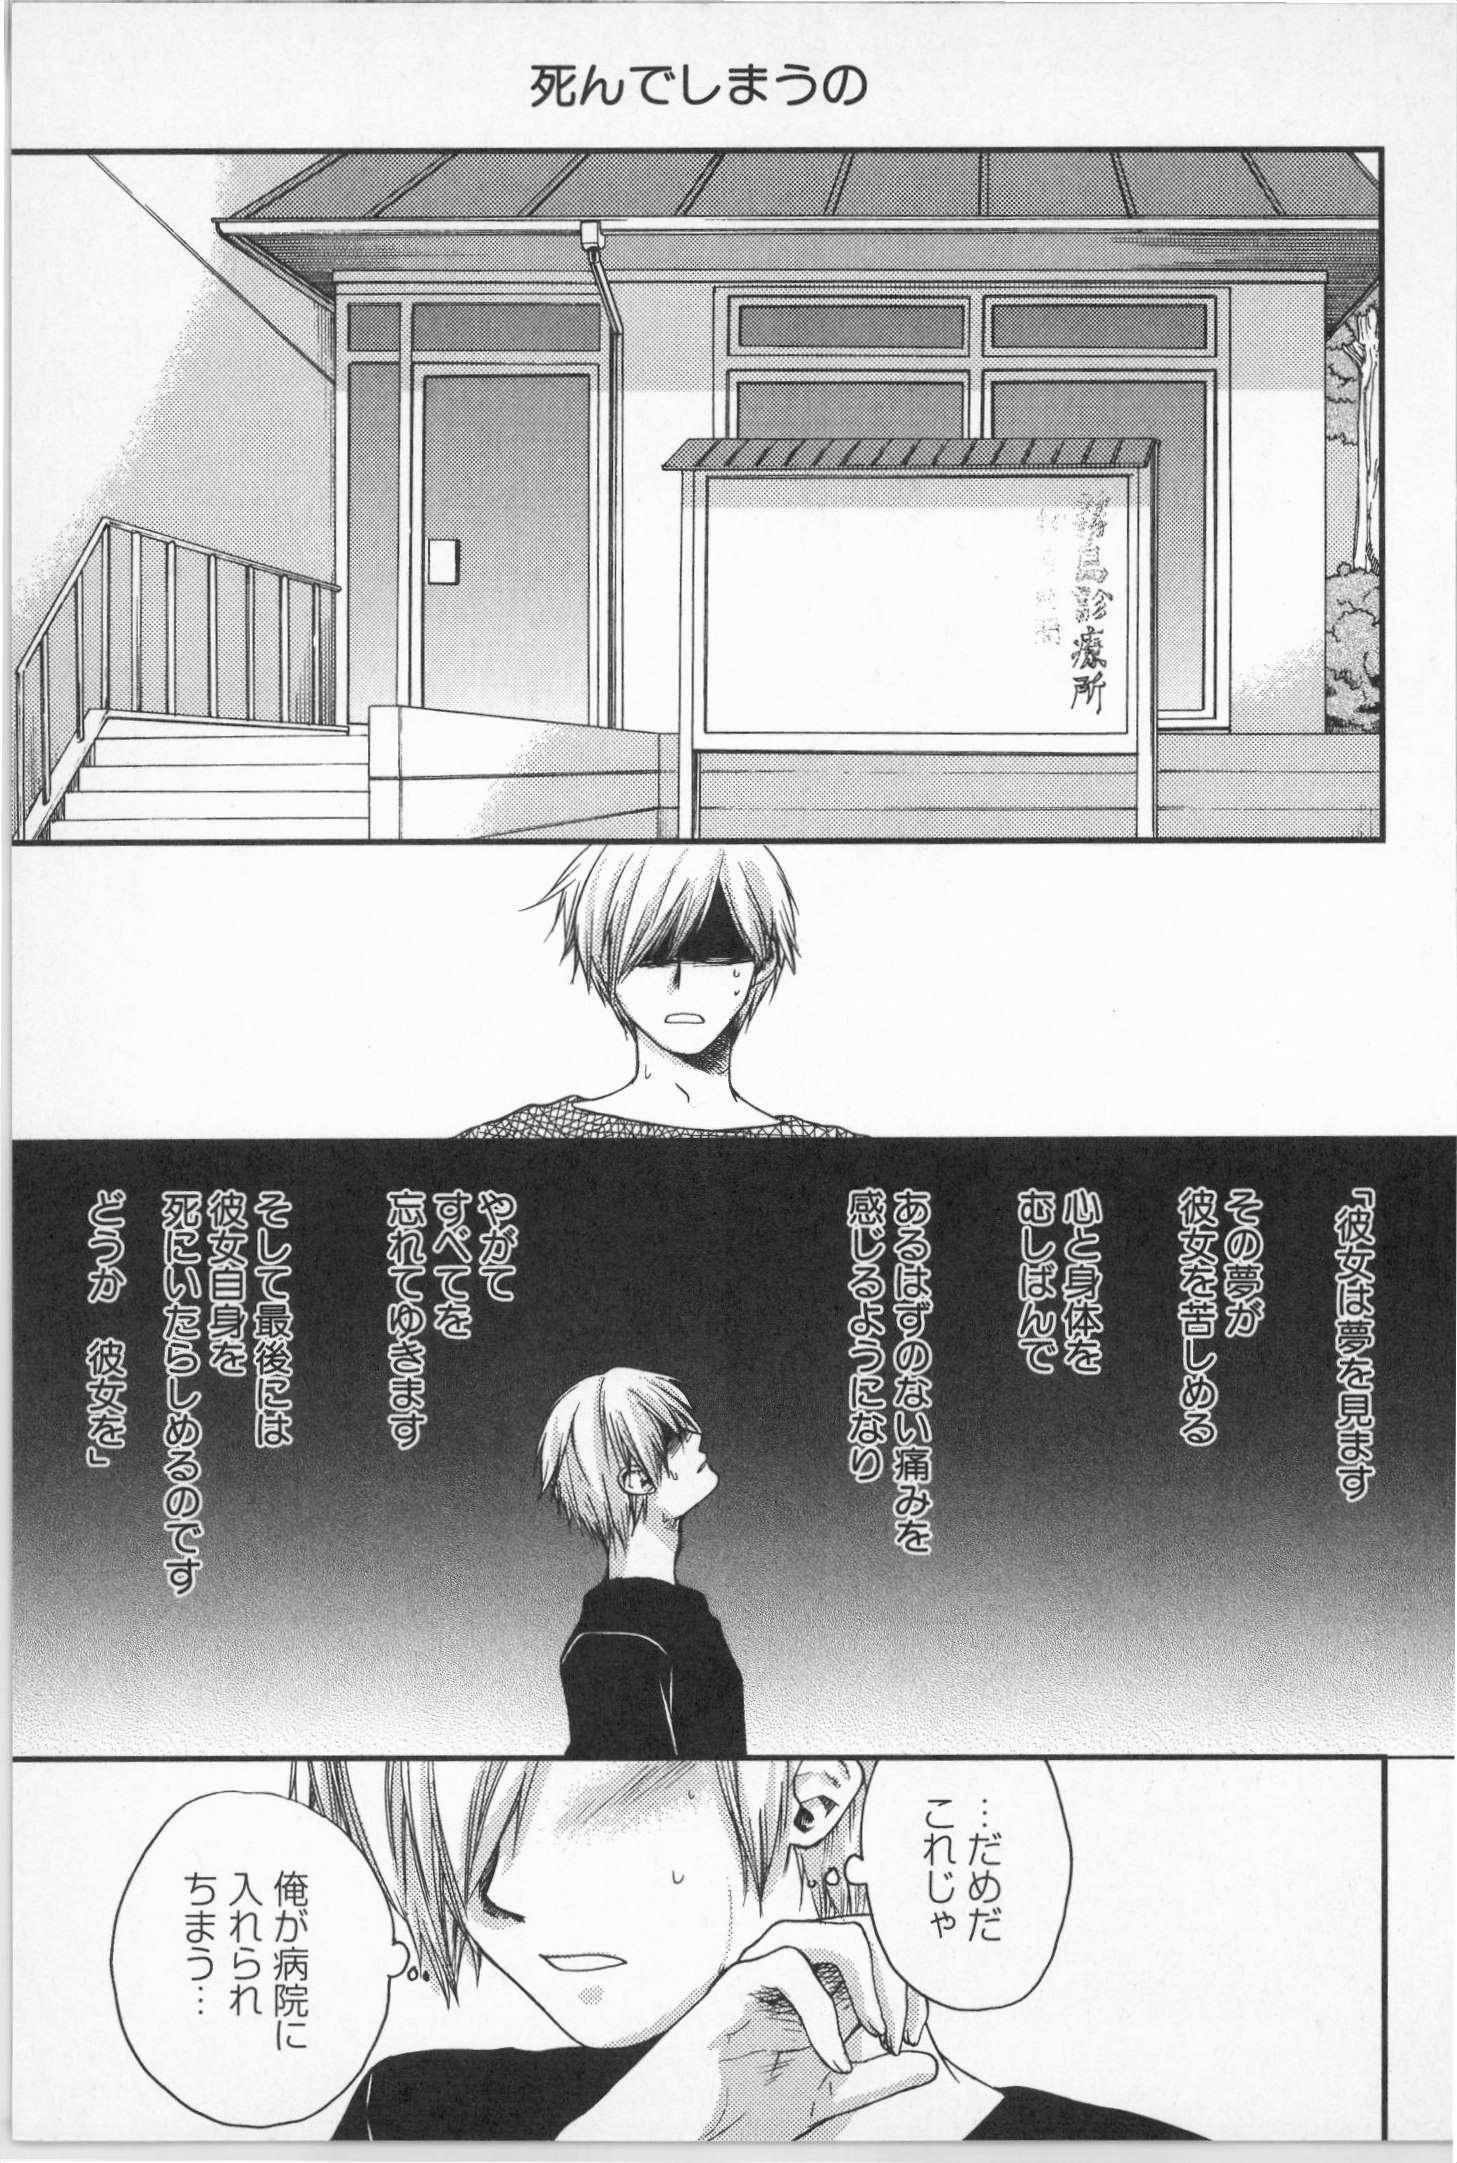 死んでしまうの
島診療所
「彼女は夢を見ます
その夢が
彼女を苦しめる
心と身体を
むしばんで
あるはずのない痛みを
感じるようになり
やがて
すべてを
忘れてゆきます
そして最後には
彼女自身を
死にいたらしめるのです
どうか 彼女を」
…だめだ
これじゃ
俺が病院に
入れられ
ちまう…